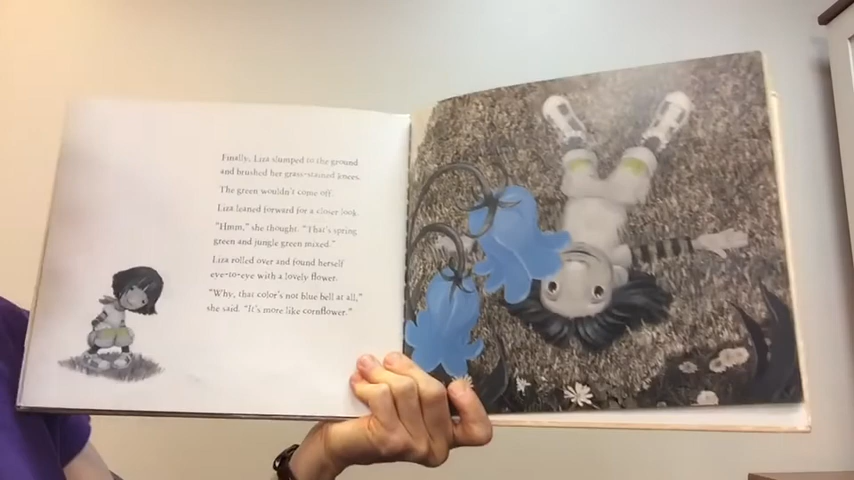 Finally, Liza slumped to the ground
and brushed her grass-stained knees.
The green wouldn't come off.
Liza leaned forward for a closer look.
"Hmm," she thought. "That's spring
green and jungle green mixed."
Liza rolled over and found herself
eye-to-eye with a lovely flower.
"Why, that color's not blue bell at all,"
she said. "It's more like cornflower."